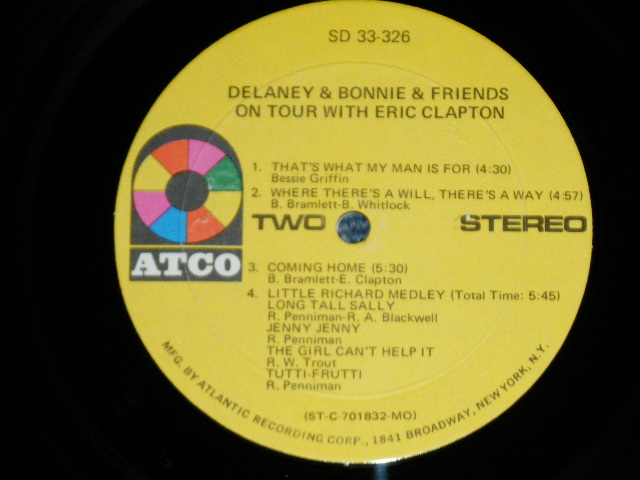 SD 33-326
DELANEY & BONNIE & FRIENDS
ON TOUR WITH ERIC CLAPTON
1. THAT'S WHAT MY MAN IS FOR (4:30)
Bessie Griffin
2. WHERE THERE'S A WILL, THERE'S A WAY (4:57)
B. Bramlett-B. Whitlock
TWO STEREO
ATCO
3. COMING HOME (5:30)
B. Bramlett-E. Clapton
4. LITTLE RICHARD MEDLEY (Total Time: 5:45)
LONG TALL SALLY
R. Penniman-R. A. Blackwell
JENNY JENNY
R. Penniman
THE GIRL CAN'T HELP IT
R. W. Trout
TUTTI-FRUTTI
R. Penniman
(ST-C-701832-MO)
MFG. BY ATLANTIC RECORDING CORP., 1841 BROADWAY, NEW YORK, N.Y.